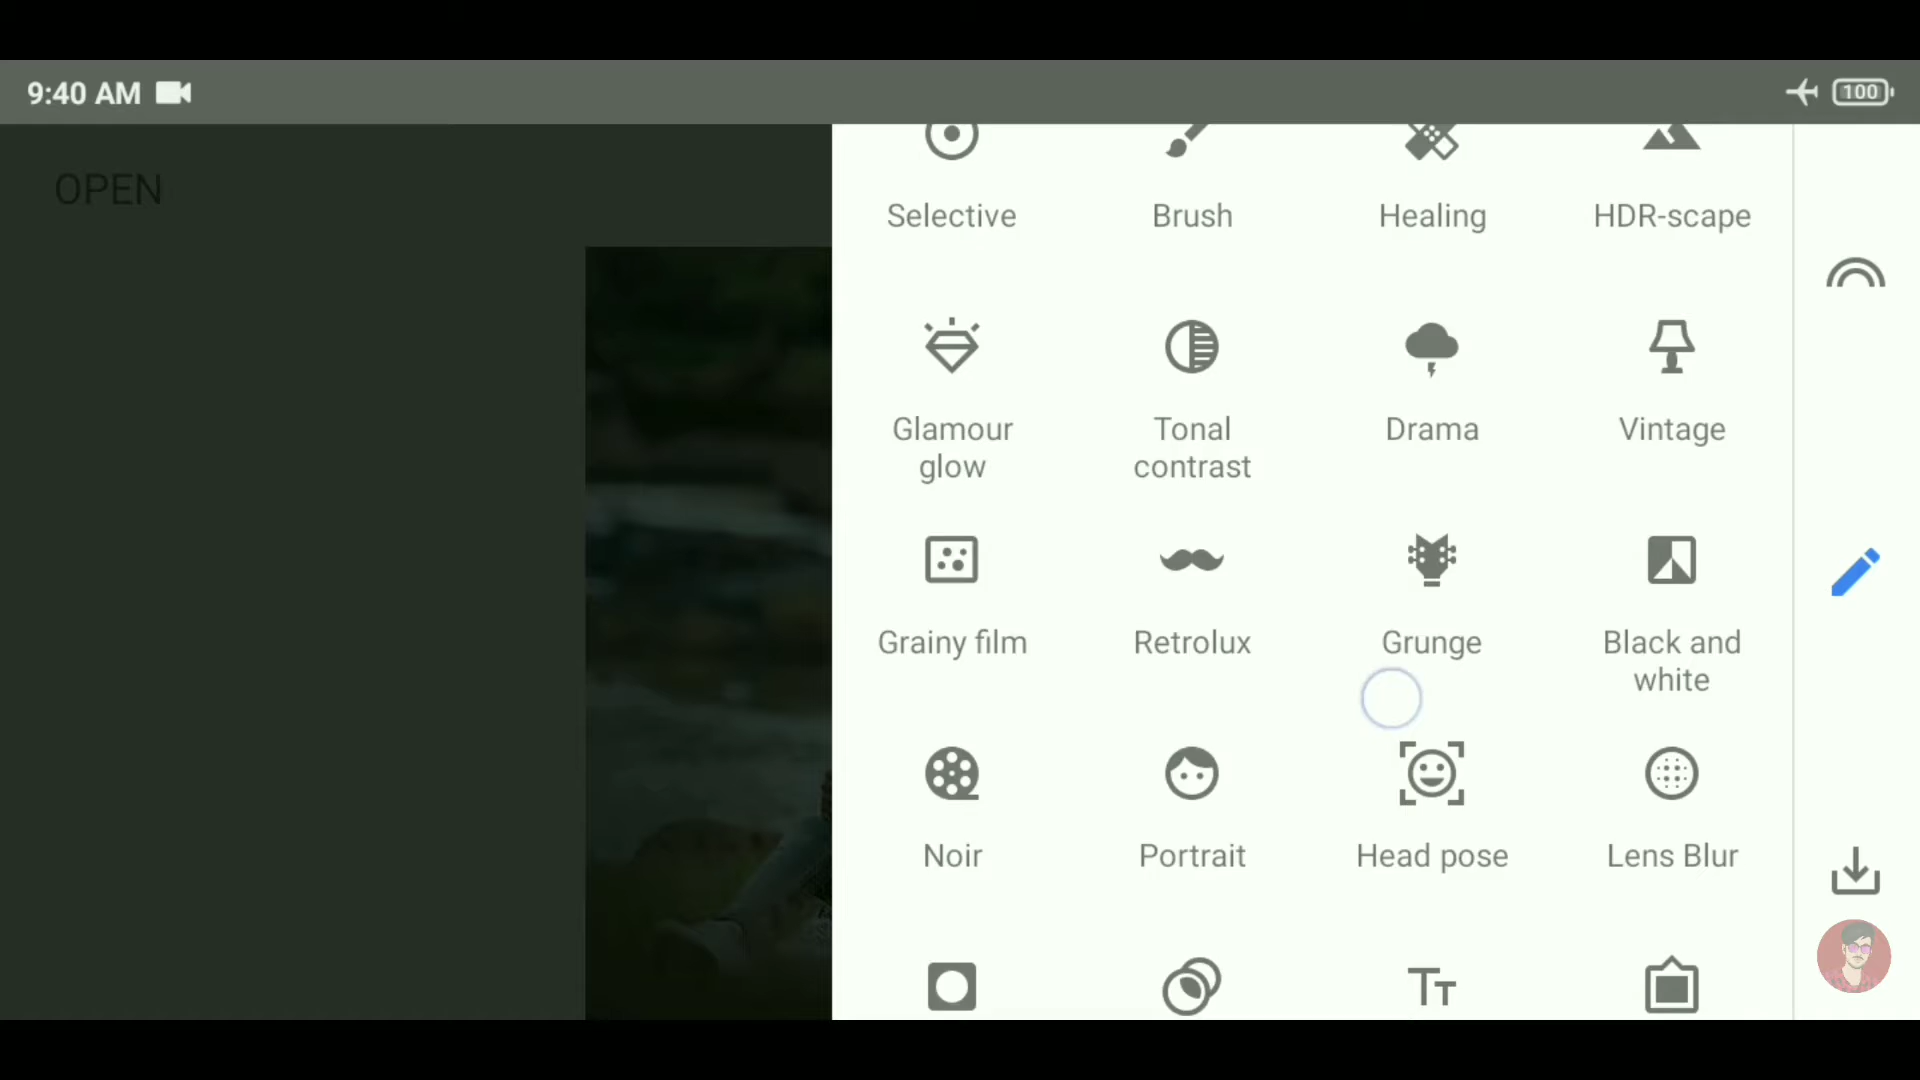 9:40 AM
100
OPEN
Selective
Brush
Healing
HDR-scape
Glamour
glow
Tonal
contrast
Drama
Vintage
Grainy film
Retrolux
Grunge
Black and
white
Noir
Portrait
Head pose
Lens Blur
TT